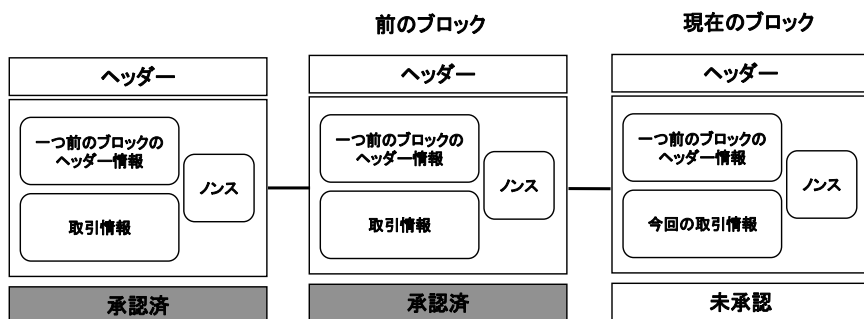 前のブロック
現在のブロック
ヘッダー
ヘッダー
ヘッダー
一つ前のブロックの
ヘッダー情報
ノンス
取引情報
一つ前のブロックの
ヘッダー情報
ノンス
取引情報
一つ前のブロックの
ヘッダー情報
ノンス
今回の取引情報
承認済
承認済
未承認